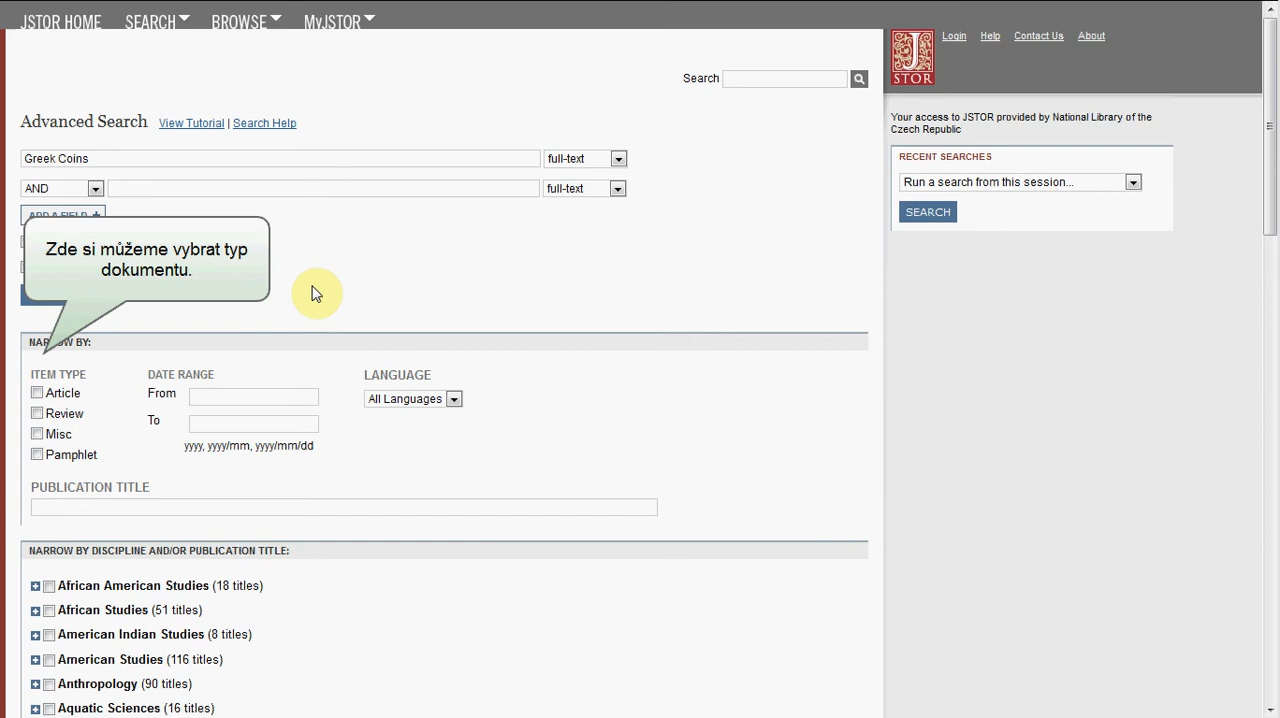 JSTOR HOME SEARCH BROWSE MyJSTOR
JSTOR
Login Help Contact Us About
Search
Your access to JSTOR provided by National Library of the
Czech Republic
RECENT SEARCHES
Run a search from this session...
SEARCH
Advanced Search View Tutorial | Search Help
Greek Coins full-text
AND full-text
ADD A FIELD +
Zde si můžeme vybrat typ
dokumentu.
NARROW BY:
ITEM TYPE DATE RANGE LANGUAGE
Article From All Languages
Review
To
Misc
yyyy, yyyy/mm, yyyy/mm/dd
Pamphlet
PUBLICATION TITLE
NARROW BY DISCIPLINE AND/OR PUBLICATION TITLE:
African American Studies (18 titles)
African Studies (51 titles)
American Indian Studies (8 titles)
American Studies (116 titles)
Anthropology (90 titles)
Aquatic Sciences (16 titles)